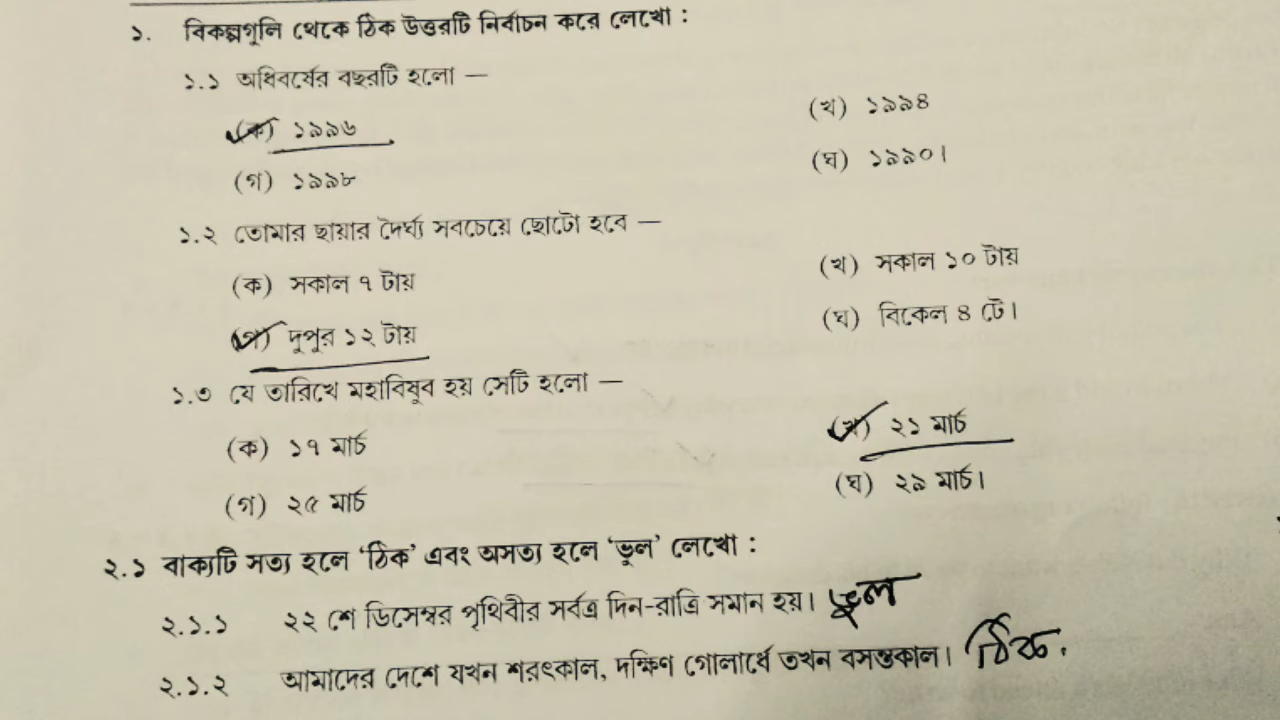 ১. বিকল্পগুলি থেকে ঠিক উত্তরটি নির্বাচন করে লেখো :
১.১ অধিবর্ষের বছরটি হলো —
(ক) ১৯৯৬ (খ) ১৯৯৪
(গ) ১৯৯৮ (ঘ) ১৯৯০।
১.২ তোমার ছায়ার দৈর্ঘ্য সবচেয়ে ছোটো হবে —
(ক) সকাল ৭ টায় (খ) সকাল ১০ টায়
(গ) দুপুর ১২ টায় (ঘ) বিকেল ৪ টে।
১.৩ যে তারিখে মহাবিষুব হয় সেটি হলো —
(ক) ১৭ মার্চ (খ) ২১ মার্চ
(গ) ২৫ মার্চ (ঘ) ২৯ মার্চ।
২.১ বাক্যটি সত্য হলে ‘ঠিক’ এবং অসত্য হলে ‘ভুল’ লেখো :
২.১.১ ২২ শে ডিসেম্বর পৃথিবীর সর্বত্র দিন-রাত্রি সমান হয়। ভুল
২.১.২ আমাদের দেশে যখন শরৎকাল, দক্ষিণ গোলার্ধে তখন বসন্তকাল। ঠিক.